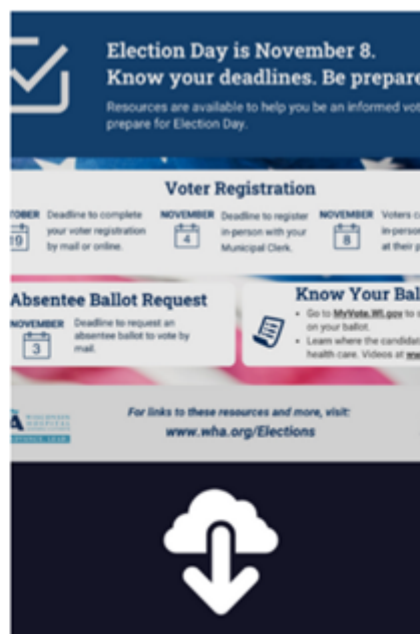 Election Day is November 8.
Know your deadlines. Be prepare
Resources are available to help you be an informed vot
prepare for Election Day.
Voter Registration
TOBER
19
Deadline to complete
your voter registration
by mail or online.
NOVEMBER
4
Deadline to register
in-person with your
Municipal Clerk.
NOVEMBER
8
Voters c
in-person
at their p
Absentee Ballot Request
NOVEMBER
3
Deadline to request an
absentee ballot to vote by
mail.
Know Your Bal
• Go to MyVote.WI.gov to s
on your ballot.
• Learn where the candidat
health care. Videos at ww
WISCONSIN
HOSPITAL
For links to these resources and more, visit:
www.wha.org/Elections